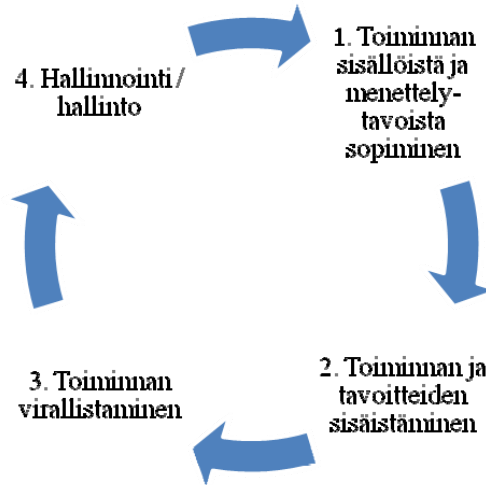 1. Toiminnan
sisällöistä ja
menettely-
tavoista
sopiminen
2. Toiminnan ja
tavoitteiden
sisäistäminen
3. Toiminnan
virallistaminen
4. Hallinnointi /
hallinto